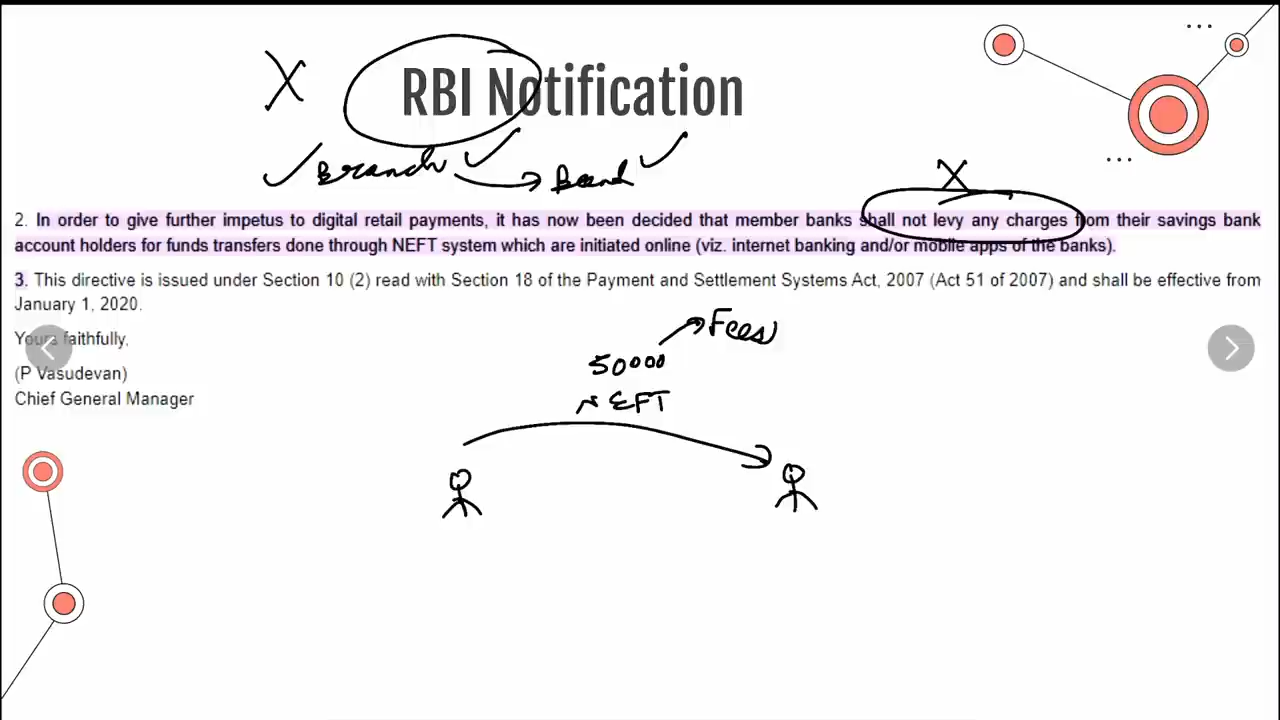 X RBI Notification
Branch
X
2. In order to give further impetus to digital retail payments, it has now been decided that member banks shall not levy any charges from their savings bank
account holders for funds transfers done through NEFT system which are initiated online (viz. internet banking and/or mobile apps of the banks).
3. This directive is issued under Section 10 (2) read with Section 18 of the Payment and Settlement Systems Act, 2007 (Act 51 of 2007) and shall be effective from
January 1, 2020.
Fees
Yours faithfully,
50000
(P Vasudevan)
NEFT
Chief General Manager